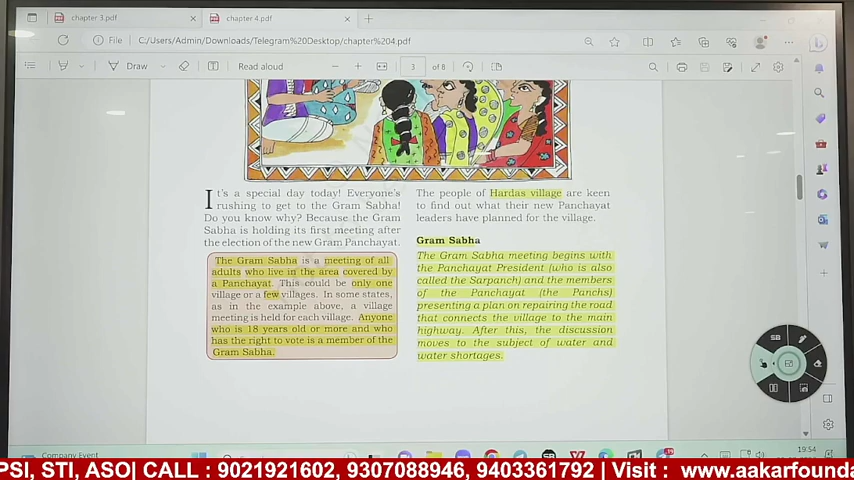 chapter 3.pdf
chapter 4.pdf
File
C:/Users/Admin/Downloads/Telegram%20Desktop/chapter%204.pdf
Draw
Read aloud
3
of 8
It's a special day today! Everyone's
rushing to get to the Gram Sabha!
Do you know why? Because the Gram
Sabha is holding its first meeting after
the election of the new Gram Panchayat.
The Gram Sabha is a meeting of all
adults who live in the area covered by
a Panchayat. This could be only one
village or a few villages. In some states,
as in the example above, a village
meeting is held for each village. Anyone
who is 18 years old or more and who
has the right to vote is a member of the
Gram Sabha.
The people of Hardas village are keen
to find out what their new Panchayat
leaders have planned for the village.
Gram Sabha
The Gram Sabha meeting begins with
the Panchayat President (who is also
called the Sarpanch) and the members
of the Panchayat (the Panchs)
presenting a plan on repairing the road
that connects the village to the main
highway. After this, the discussion
moves to the subject of water and
water shortages.
SB
Company Event
19:54
PSI, STI, ASO| CALL : 9021921602, 9307088946, 9403361792 | Visit : www.aakarfounda